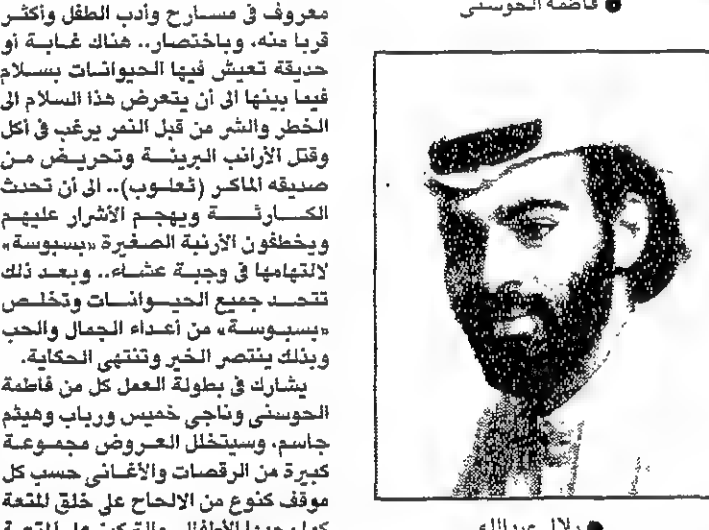 فاطمة الحوسني
معروف في مسارح وأدب الطفل وأكثر
قربا منه، وباختصار.. هناك غابة أو
حديقة تعيش فيها الحيوانات بسلام
فيما بينها الى أن يتعرض هذا السلام الى
الخطر والشر من قبل النمر يرغب في أكل
وقتل الأرانب البريئة وتحريض من
صديقه الماكر (ثعلوب).. الى أن تحدث
الكارثة ويهجم الأشرار عليهم
ويخطفون الأرنبة الصغيرة «بسبوسة»
لالتهامها في وجبة عشاء.. وبعد ذلك
تتحد جميع الحيوانات وتخلص
«بسبوسة» من أعداء الجمال والحب
وبذلك ينتصر الخير وتنتهي الحكاية.
يشارك في بطولة العمل كل من فاطمة
الحوسني وناجي خميس ورباب وهيثم
جاسم، وسيتخلل العروض مجموعة
كبيرة من الرقصات والأغاني حسب كل
موقف كنوع من الالحاح على خلق المتعة
عبدالله